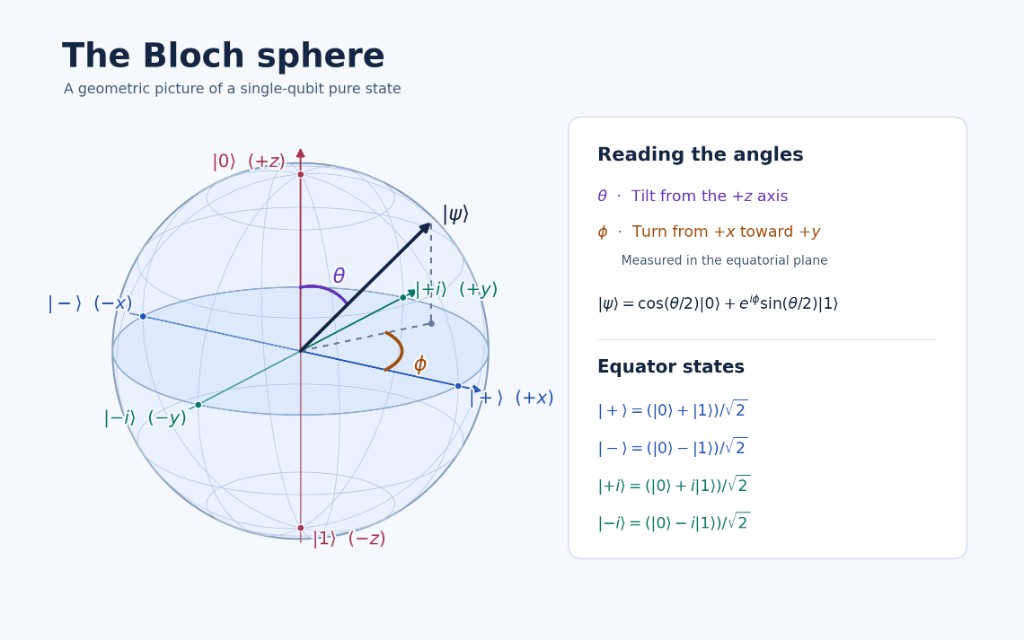 The Bloch sphere
A geometric picture of a single-qubit pure state
|0⟩ (+z)
|ψ⟩
θ
|+i⟩ (+y)
|−⟩ (−x)
ϕ
|+⟩ (+x)
|−i⟩ (−y)
|1⟩ (−z)
Reading the angles
θ · Tilt from the +z axis
ϕ · Turn from +x toward +y
Measured in the equatorial plane
|ψ⟩ = cos(θ/2)|0⟩ + e^{iϕ}sin(θ/2)|1⟩
Equator states
|+⟩ = (|0⟩ + |1⟩)/√2
|−⟩ = (|0⟩ − |1⟩)/√2
|+i⟩ = (|0⟩ + i|1⟩)/√2
|−i⟩ = (|0⟩ − i|1⟩)/√2